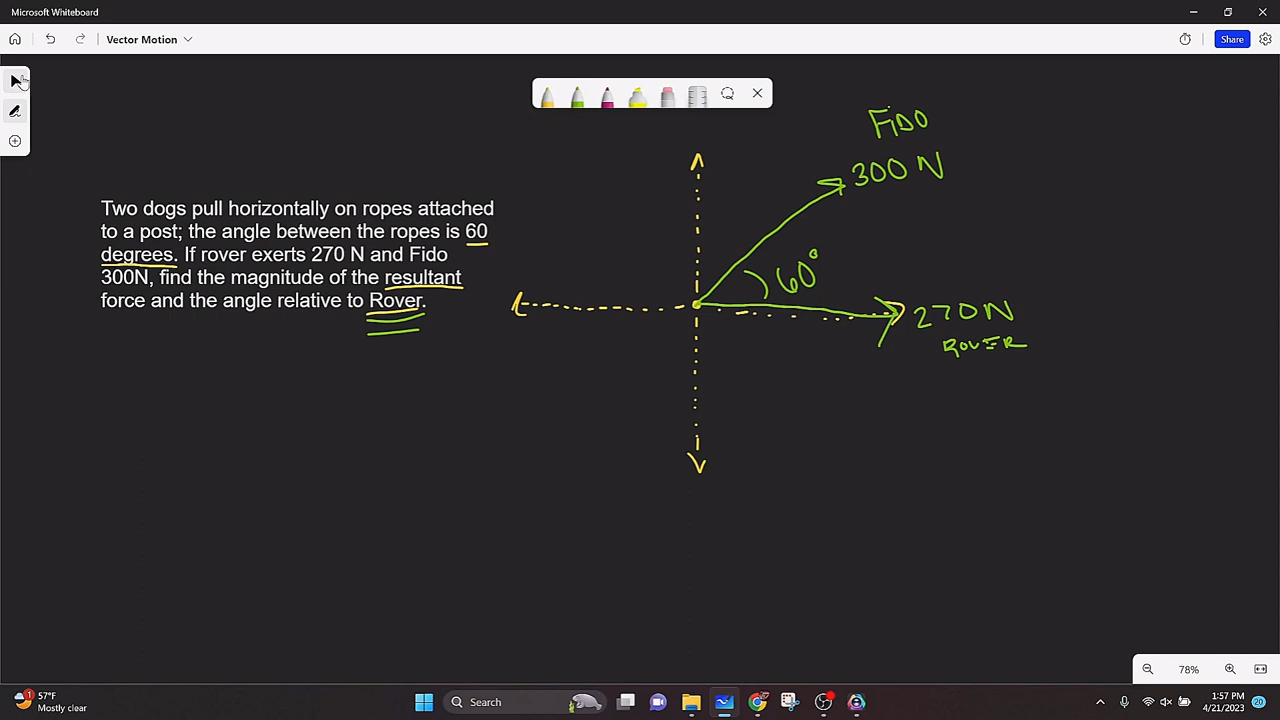 Microsoft Whiteboard
Vector Motion
Share
FiDO
300 N
Two dogs pull horizontally on ropes attached
to a post; the angle between the ropes is 60
degrees. If rover exerts 270 N and Fido
300N, find the magnitude of the resultant
force and the angle relative to Rover.
60°
270N
ROVER
78%
1
57°F
Mostly clear
Search
1:57 PM
4/21/2023
20